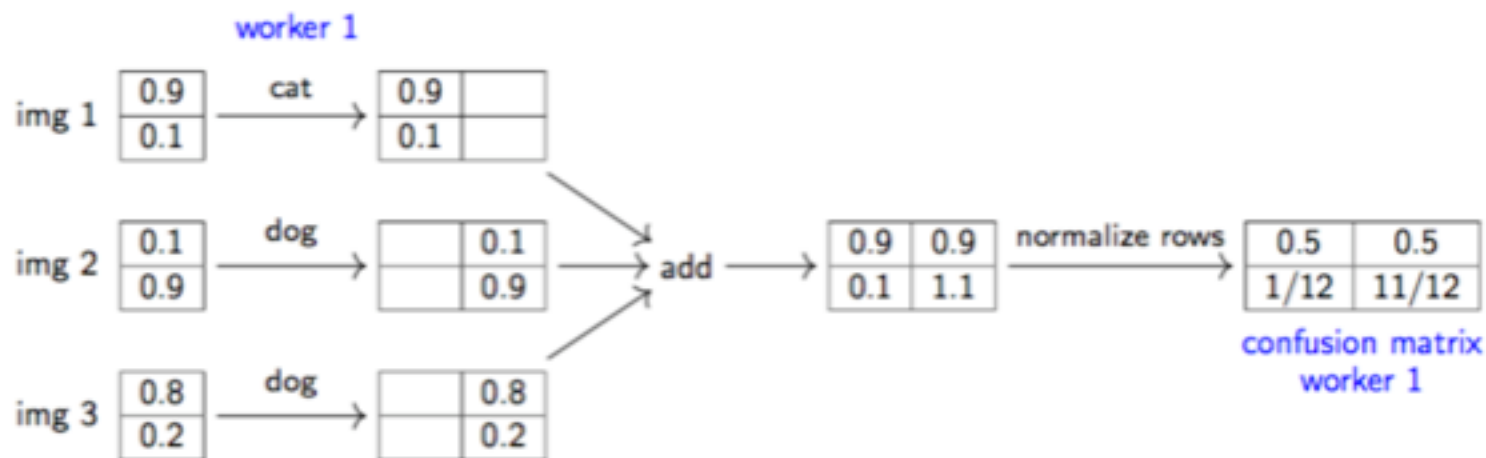 worker 1
img 1 0.9 cat 0.9
0.1 0.1
img 2 0.1 dog 0.1 add 0.9 0.9 normalize rows 0.5 0.5
0.9 0.9 0.1 1.1 1/12 11/12
confusion matrix
worker 1
img 3 0.8 dog 0.8
0.2 0.2